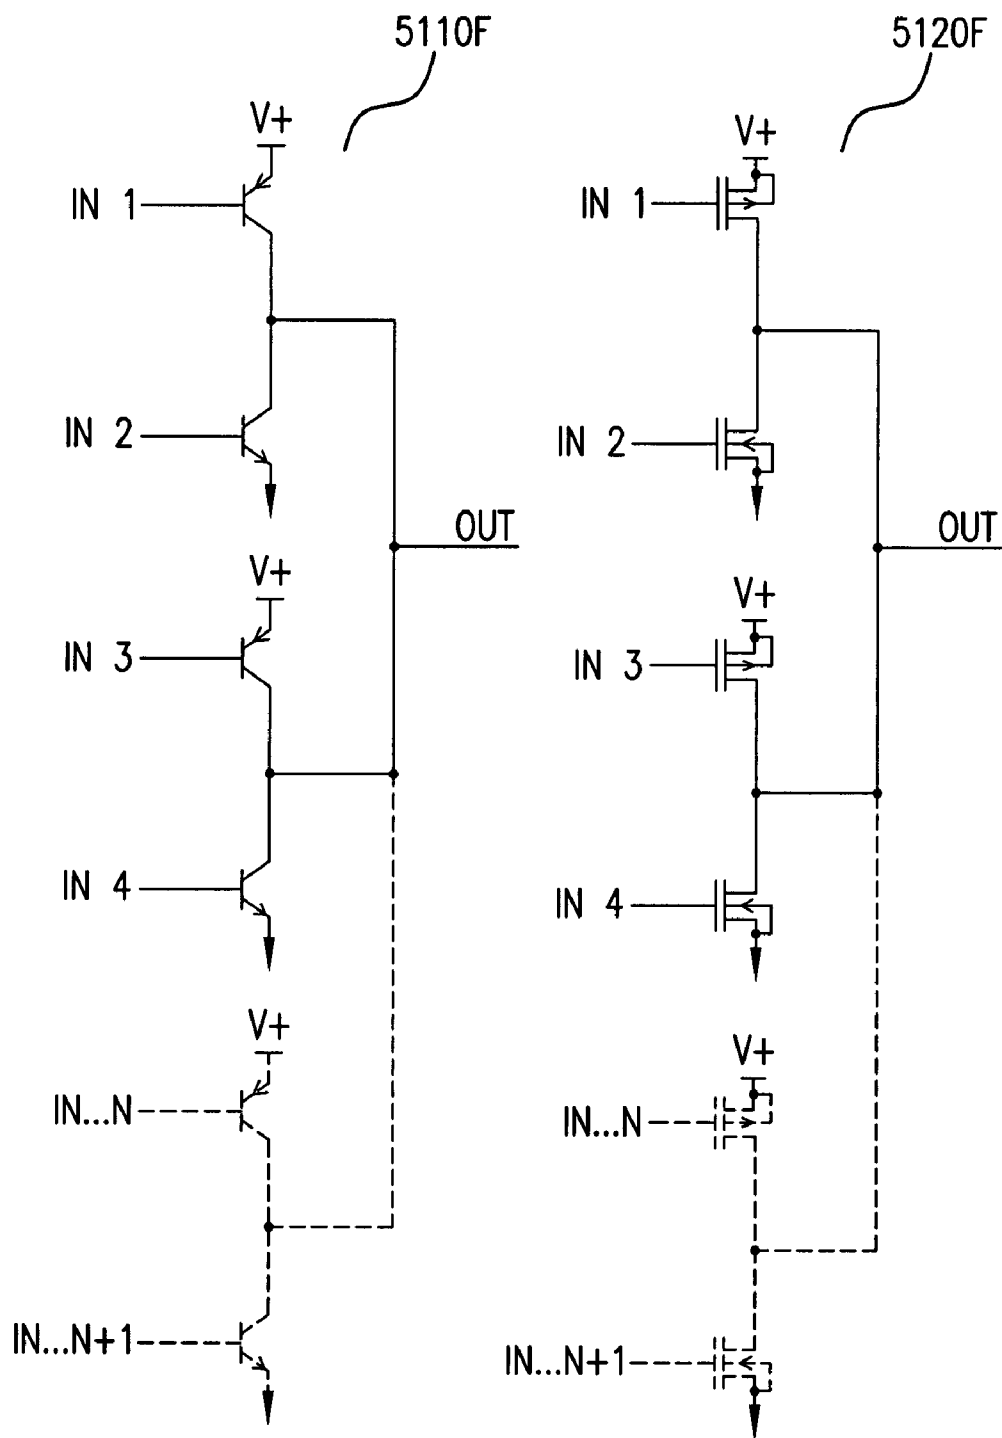 5110F
V+
IN 1
IN 2
OUT
V+
IN 3
IN 4
V+
IN...N
IN...N+1
5120F
V+
IN 1
IN 2
OUT
V+
IN 3
IN 4
V+
IN...N
IN...N+1